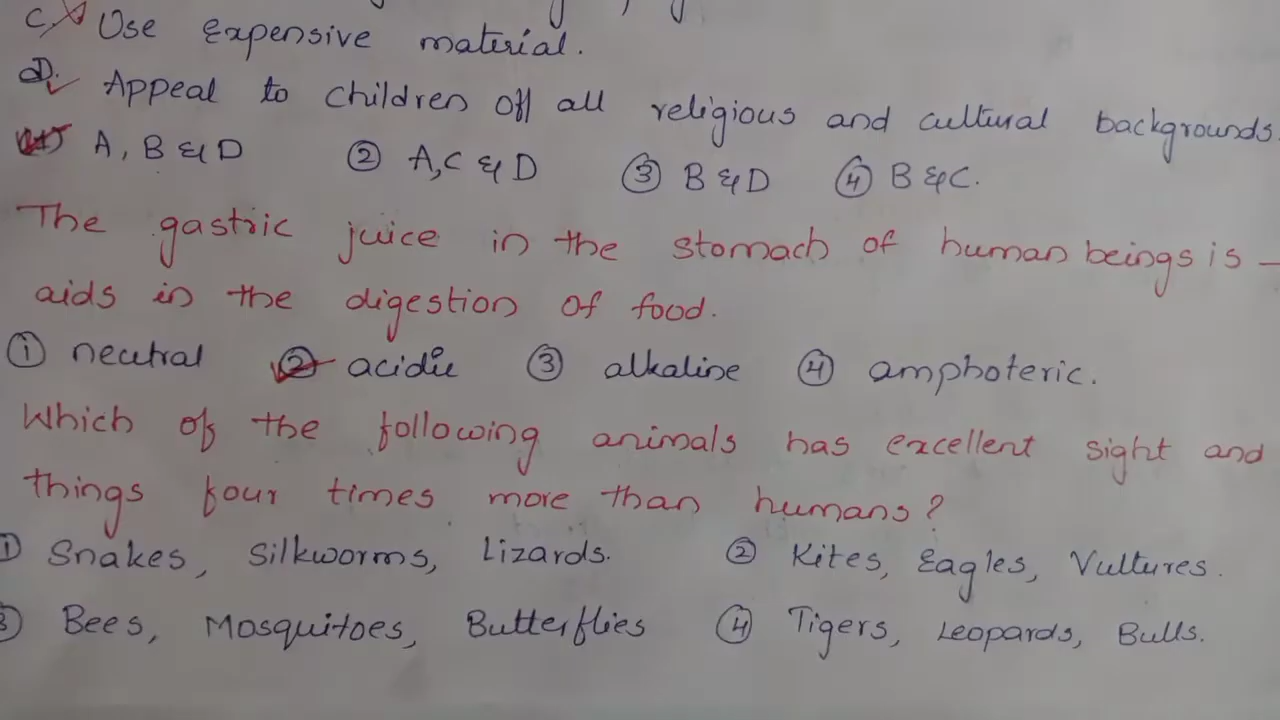 C. Use Expensive material.
D. Appeal to children off all religious and cultural backgrounds.
A, B & D ② A, C & D ③ B & D ④ B & C.
The gastric juice in the stomach of human beings is —
aids in the digestion of food.
① neutral ② acidic ③ alkaline ④ amphoteric.
Which of the following animals has excellent sight and
things four times more than humans?
① Snakes, Silkworms, Lizards. ② Kites, Eagles, Vultures.
③ Bees, Mosquitoes, Butterflies ④ Tigers, Leopards, Bulls.